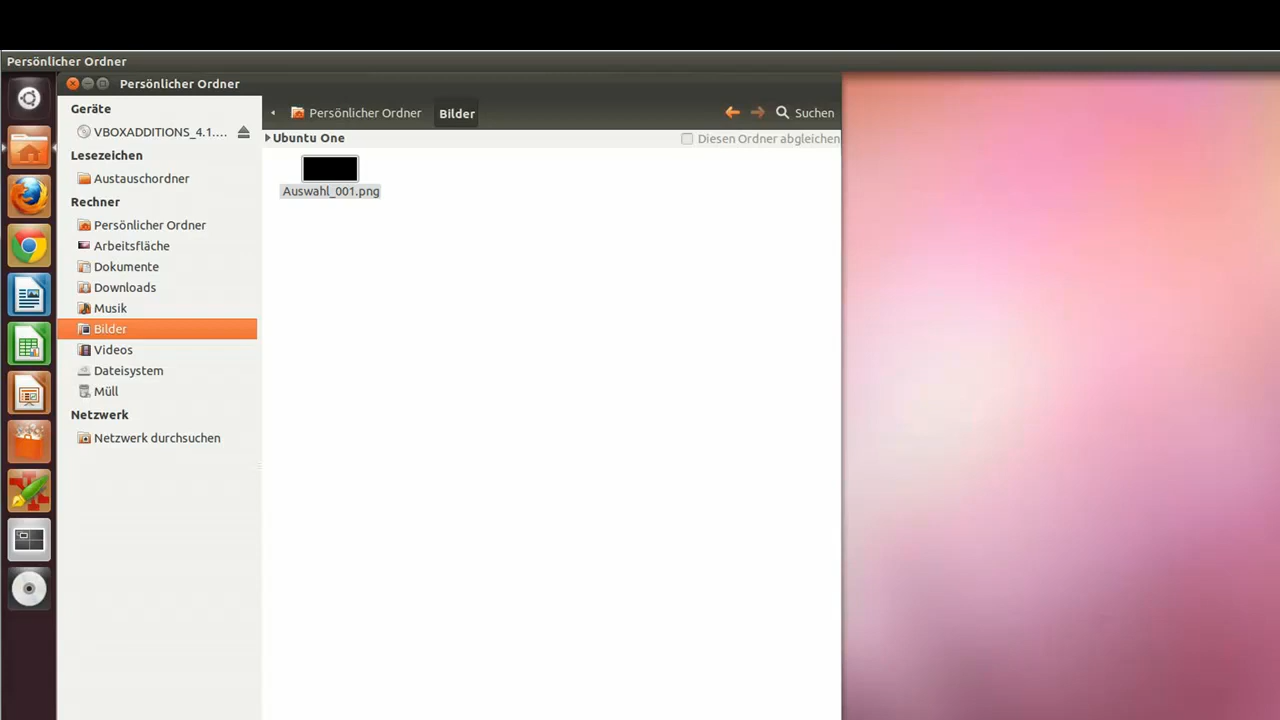 Persönlicher Ordner
Persönlicher Ordner
Geräte
VBOXADDITIONS_4.1....
Lesezeichen
Austauschordner
Rechner
Persönlicher Ordner
Arbeitsfläche
Dokumente
Downloads
Musik
Bilder
Videos
Dateisystem
Müll
Netzwerk
Netzwerk durchsuchen
Persönlicher Ordner Bilder Suchen
Ubuntu One Diesen Ordner abgleichen
Auswahl_001.png